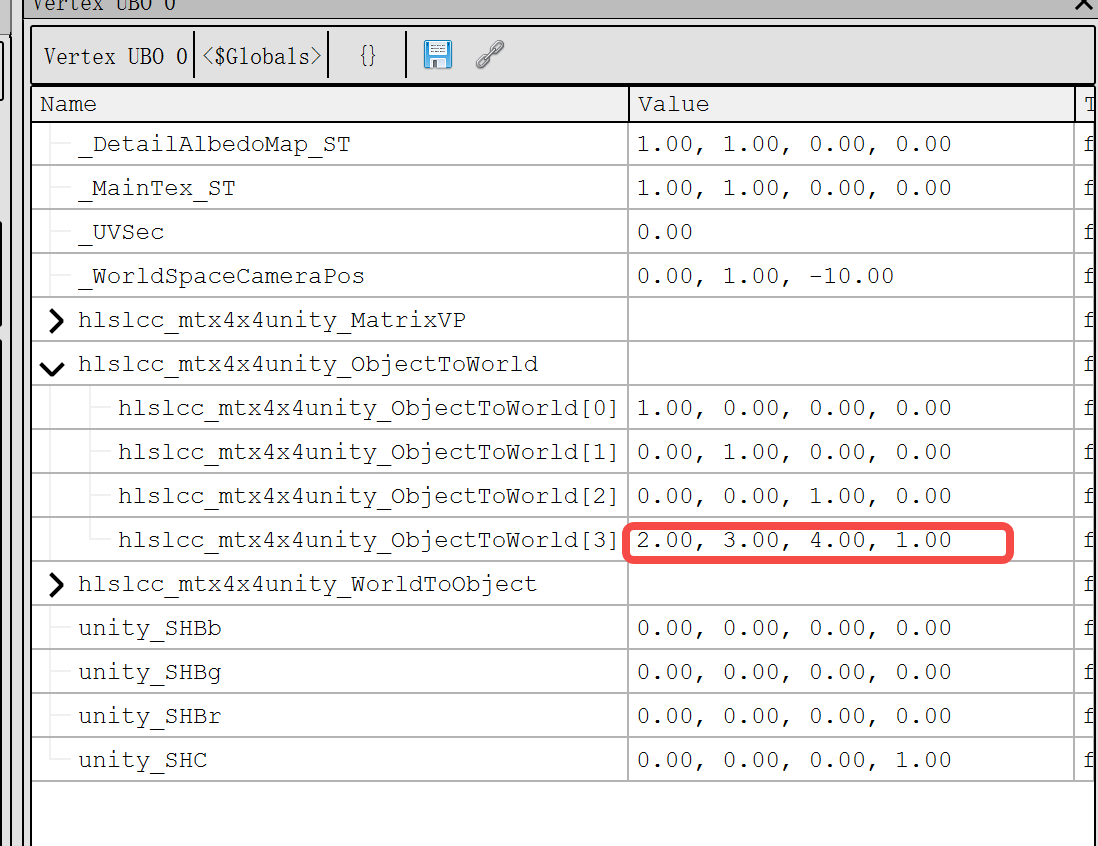 Vertex UBO 0
Vertex UBO 0 <$Globals> {}
Name Value T
_DetailAlbedoMap_ST 1.00, 1.00, 0.00, 0.00 f
_MainTex_ST 1.00, 1.00, 0.00, 0.00 f
_UVSec 0.00 f
_WorldSpaceCameraPos 0.00, 1.00, -10.00 f
hlslcc_mtx4x4unity_MatrixVP f
hlslcc_mtx4x4unity_ObjectToWorld f
hlslcc_mtx4x4unity_ObjectToWorld[0] 1.00, 0.00, 0.00, 0.00 f
hlslcc_mtx4x4unity_ObjectToWorld[1] 0.00, 1.00, 0.00, 0.00 f
hlslcc_mtx4x4unity_ObjectToWorld[2] 0.00, 0.00, 1.00, 0.00 f
hlslcc_mtx4x4unity_ObjectToWorld[3] 2.00, 3.00, 4.00, 1.00 f
hlslcc_mtx4x4unity_WorldToObject f
unity_SHBb 0.00, 0.00, 0.00, 0.00 f
unity_SHBg 0.00, 0.00, 0.00, 0.00 f
unity_SHBr 0.00, 0.00, 0.00, 0.00 f
unity_SHC 0.00, 0.00, 0.00, 1.00 f